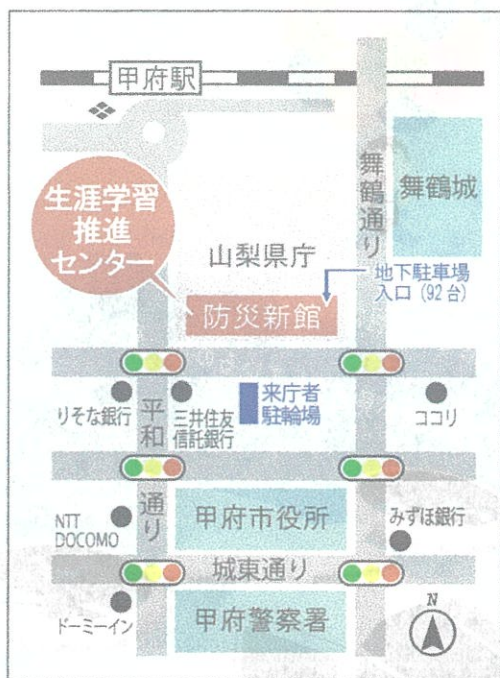 甲府駅
舞鶴通り
舞鶴城
生涯学習
推進
センター
山梨県庁
地下駐車場
入口(92台)
防災新館
りそな銀行
平和通り
三井住友
信託銀行
来庁者
駐輪場
ココリ
NTT
DOCOMO
甲府市役所
みずほ銀行
城東通り
ドーミーイン
甲府警察署
N